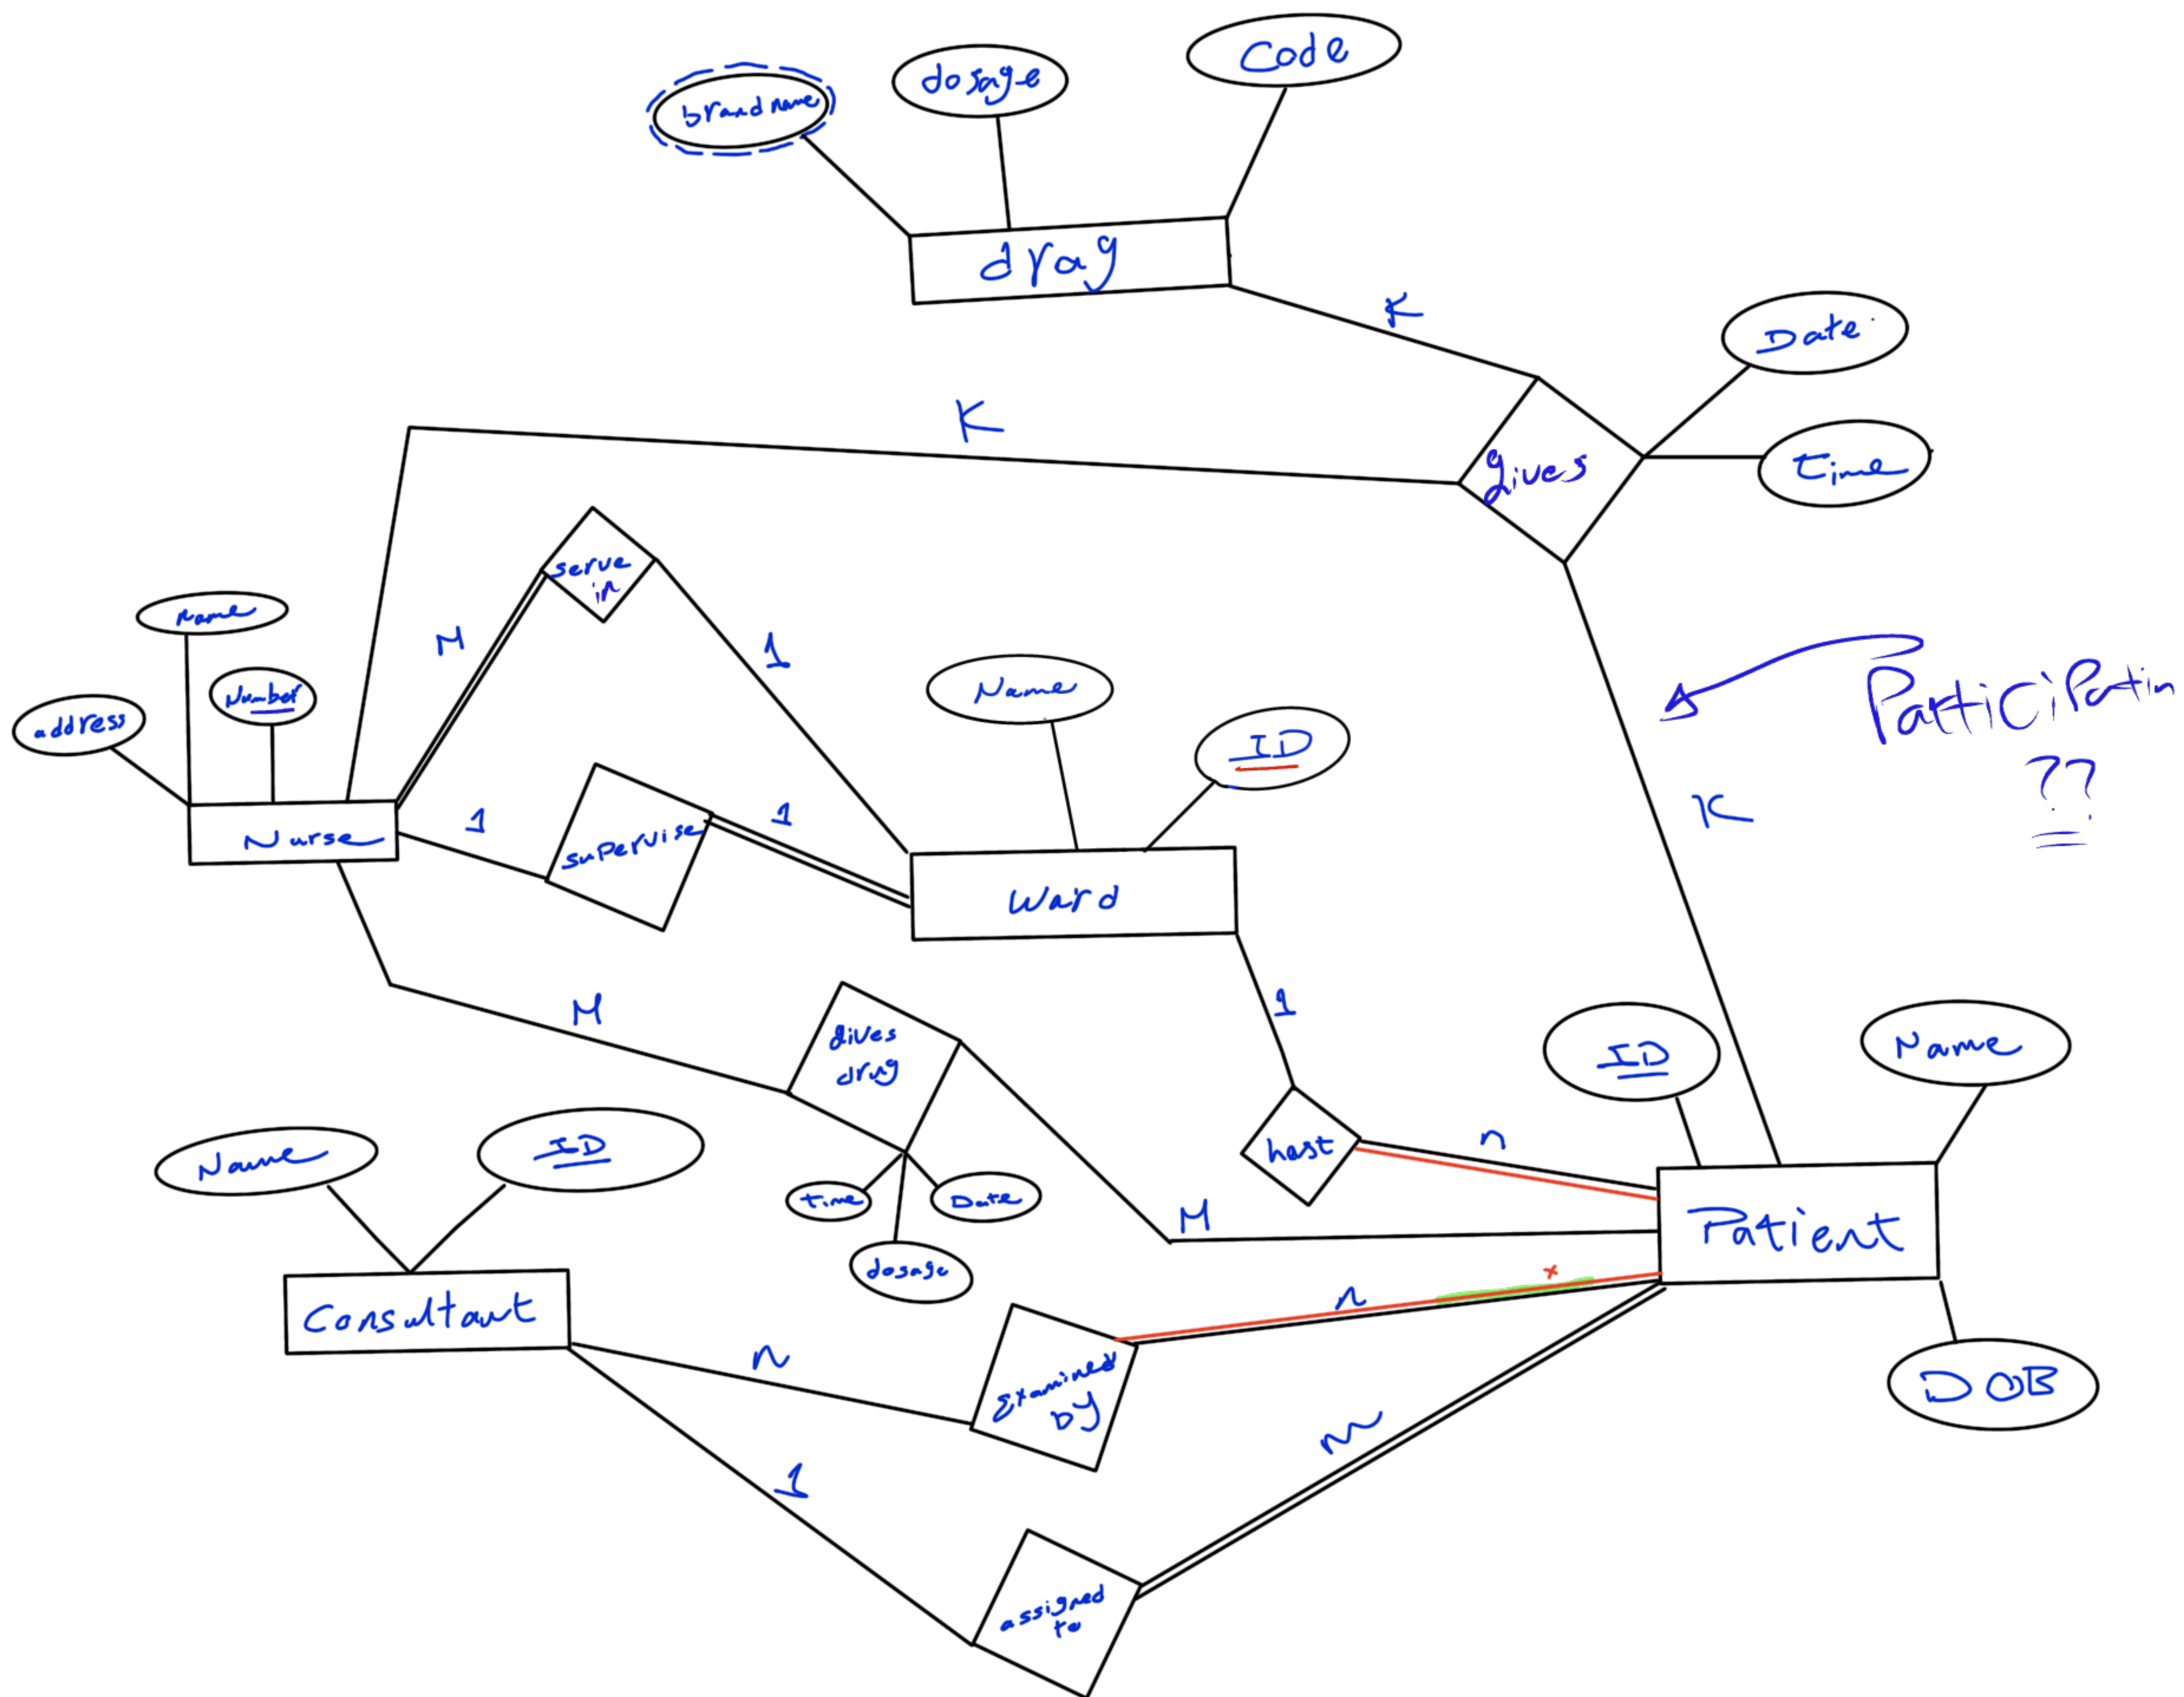 Code
dosage
brand name
drag
K
Date
K
time
gives
serve
in
Name
M
1
Participatin
??
Number
Name
address
ID
K
1
1
Nurse
supervise
Ward
M
1
gives
drug
ID
Name
Name
ID
host
n
time
Date
M
Patient
dosage
x
n
Consultant
n
examined
by
DOB
M
1
assigned
to